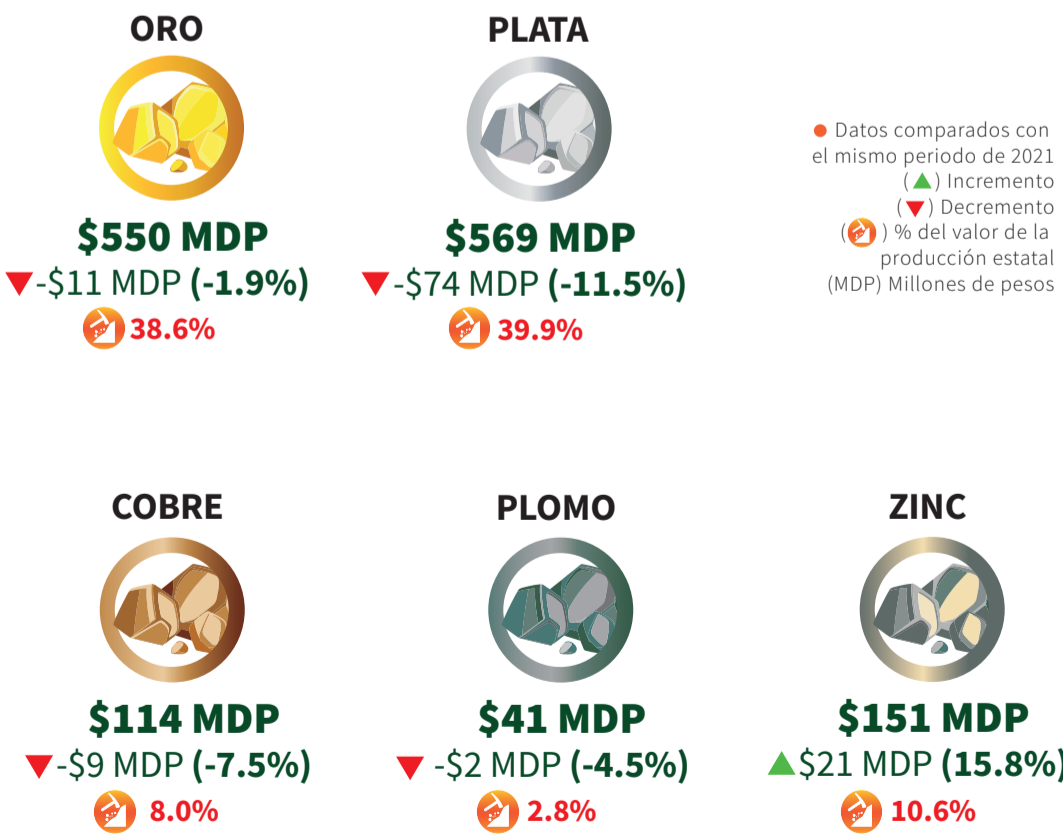 ORO
$550 MDP
▼-$11 MDP (-1.9%)
38.6%
PLATA
$569 MDP
▼-$74 MDP (-11.5%)
39.9%
● Datos comparados con
el mismo periodo de 2021
(▲) Incremento
(▼) Decremento
( ) % del valor de la
producción estatal
(MDP) Millones de pesos
COBRE
$114 MDP
▼-$9 MDP (-7.5%)
8.0%
PLOMO
$41 MDP
▼ -$2 MDP (-4.5%)
2.8%
ZINC
$151 MDP
▲$21 MDP (15.8%)
10.6%